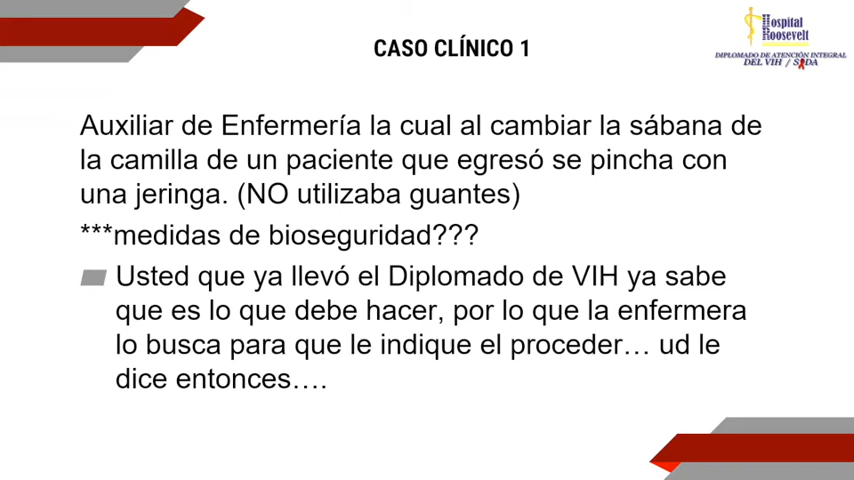 CASO CLÍNICO 1
Hospital
Roosevelt
DIPLOMADO DE ATENCIÓN INTEGRAL
DEL VIH / SIDA
Auxiliar de Enfermería la cual al cambiar la sábana de
la camilla de un paciente que egresó se pincha con
una jeringa. (NO utilizaba guantes)
***medidas de bioseguridad???
Usted que ya llevó el Diplomado de VIH ya sabe
que es lo que debe hacer, por lo que la enfermera
lo busca para que le indique el proceder… ud le
dice entonces….